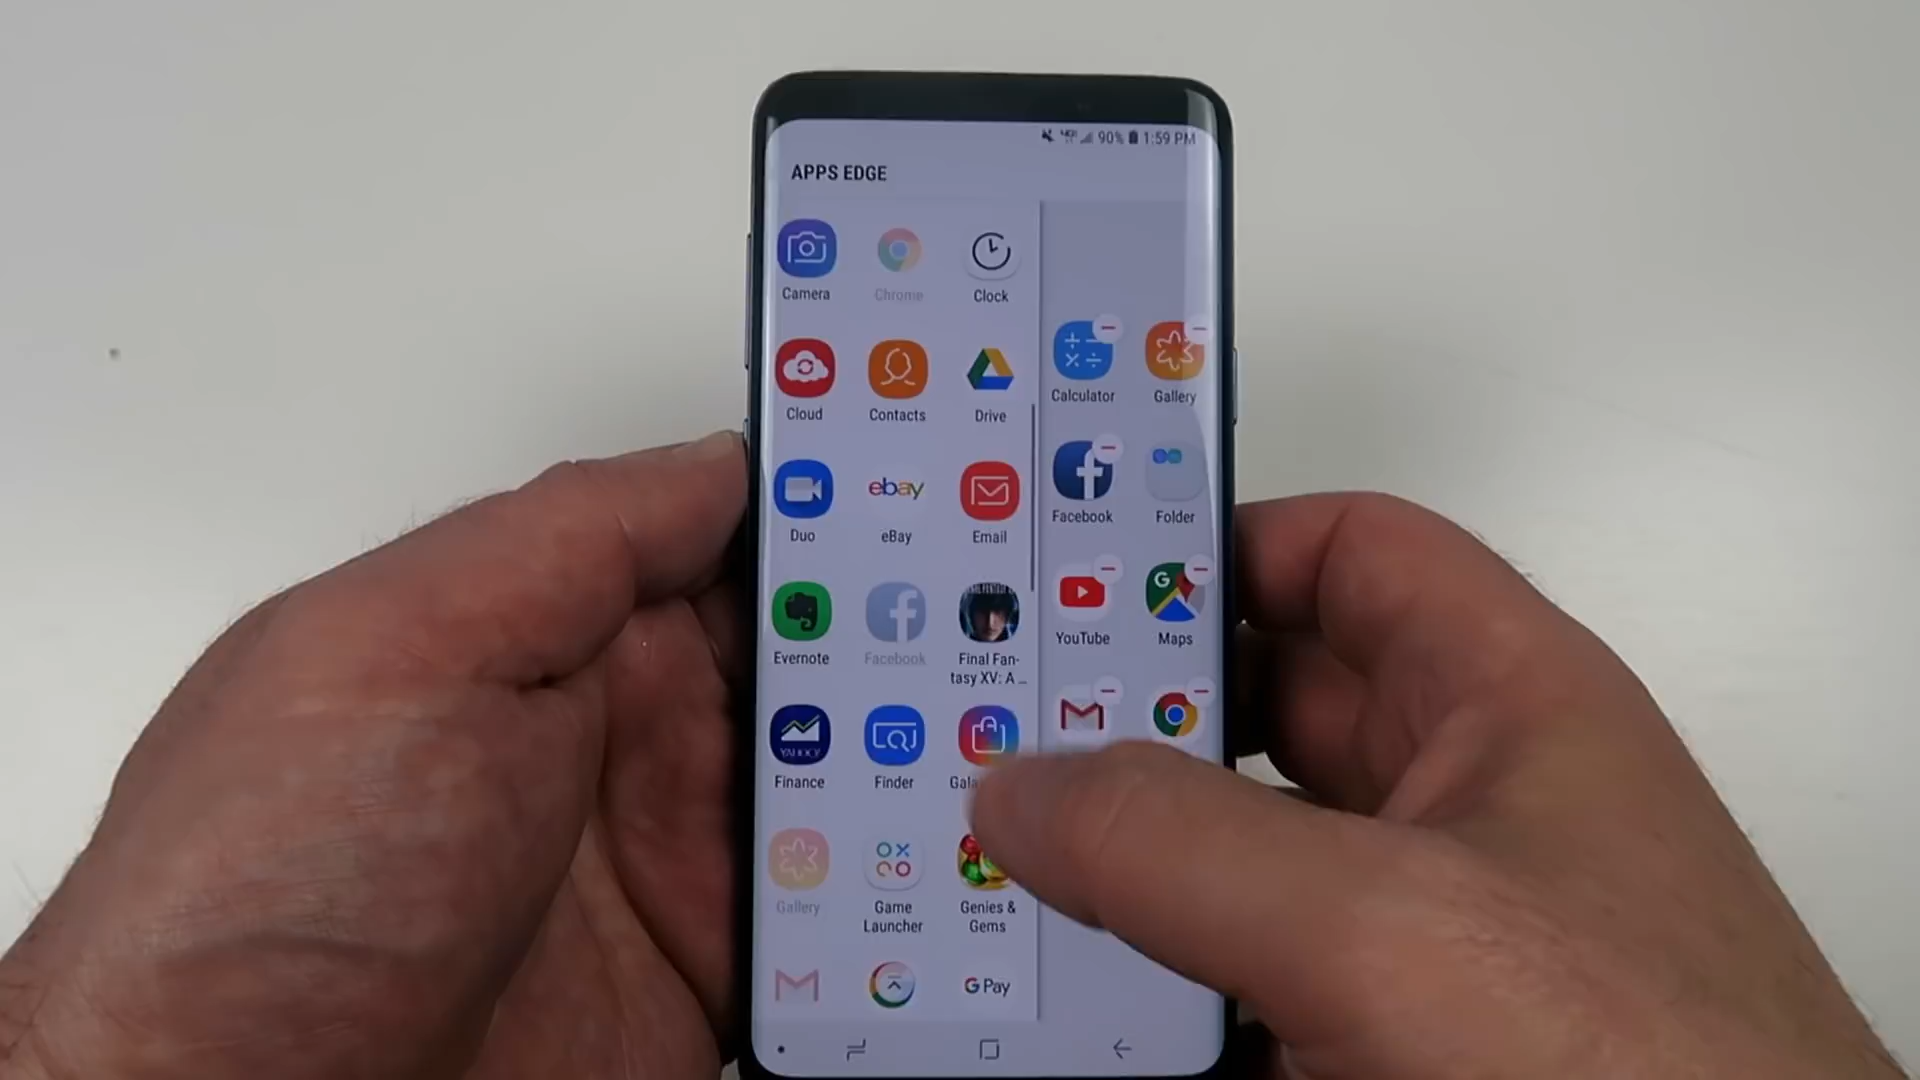 90% 1:59 PM
APPS EDGE
Camera
Chrome
Clock
Cloud
Contacts
Drive
Duo
ebay
eBay
Email
Evernote
Facebook
Final Fan-
tasy XV: A ...
YAHOO!
Finance
Finder
Gallery
Game
Launcher
Genies &
Gems
G Pay
Calculator
Gallery
Facebook
Folder
YouTube
G
Maps